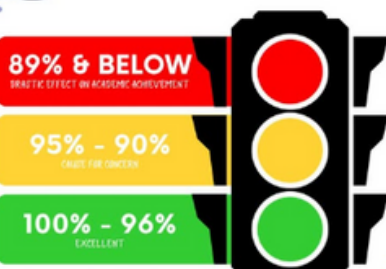 89% & BELOW
DRASTIC EFFECT ON ACADEMIC ACHIEVEMENT
95% - 90%
CAUSE FOR CONCERN
100% - 96%
EXCELLENT